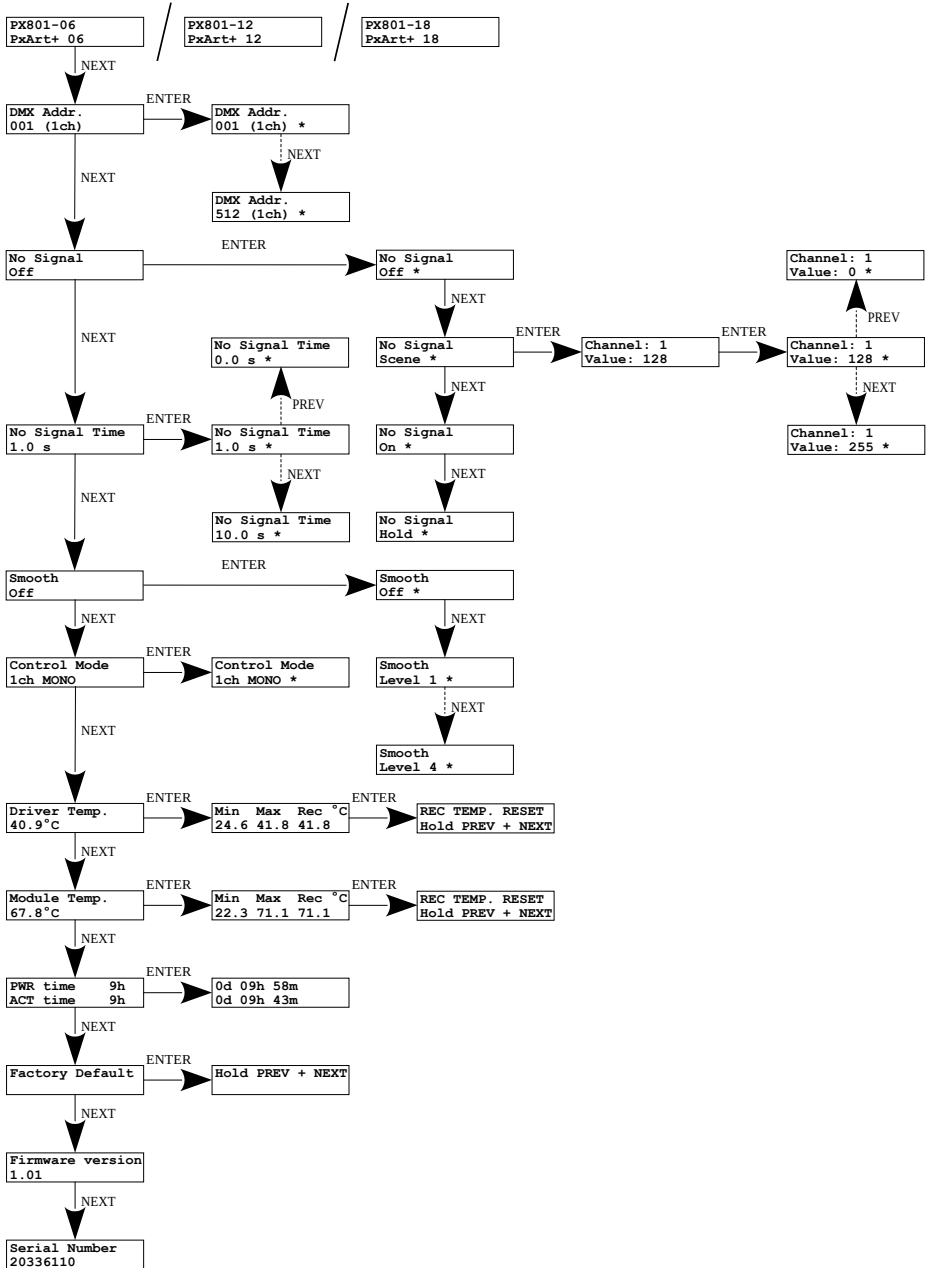 PX801-06
PxArt+ 06
PX801-12
PxArt+ 12
PX801-18
PxArt+ 18
NEXT
DMX Addr.
001 (1ch)
ENTER
DMX Addr.
001 (1ch) *
NEXT
DMX Addr.
512 (1ch) *
NEXT
No Signal
Off
ENTER
No Signal
Off *
NEXT
No Signal
Scene *
ENTER
Channel: 1
Value: 128
ENTER
Channel: 1
Value: 0 *
PREV
Channel: 1
Value: 128 *
NEXT
Channel: 1
Value: 255 *
NEXT
No Signal
On *
NEXT
No Signal
Hold *
NEXT
No Signal Time
1.0 s
ENTER
No Signal Time
0.0 s *
PREV
No Signal Time
1.0 s *
NEXT
No Signal Time
10.0 s *
NEXT
Smooth
Off
ENTER
Smooth
Off *
NEXT
Smooth
Level 1 *
NEXT
Smooth
Level 4 *
NEXT
Control Mode
1ch MONO
ENTER
Control Mode
1ch MONO *
NEXT
Driver Temp.
40.9°C
ENTER
Min Max Rec °C
24.6 41.8 41.8
ENTER
REC TEMP. RESET
Hold PREV + NEXT
NEXT
Module Temp.
67.8°C
ENTER
Min Max Rec °C
22.3 71.1 71.1
ENTER
REC TEMP. RESET
Hold PREV + NEXT
NEXT
PWR time 9h
ACT time 9h
ENTER
0d 09h 58m
0d 09h 43m
NEXT
Factory Default
ENTER
Hold PREV + NEXT
NEXT
Firmware version
1.01
NEXT
Serial Number
20336110